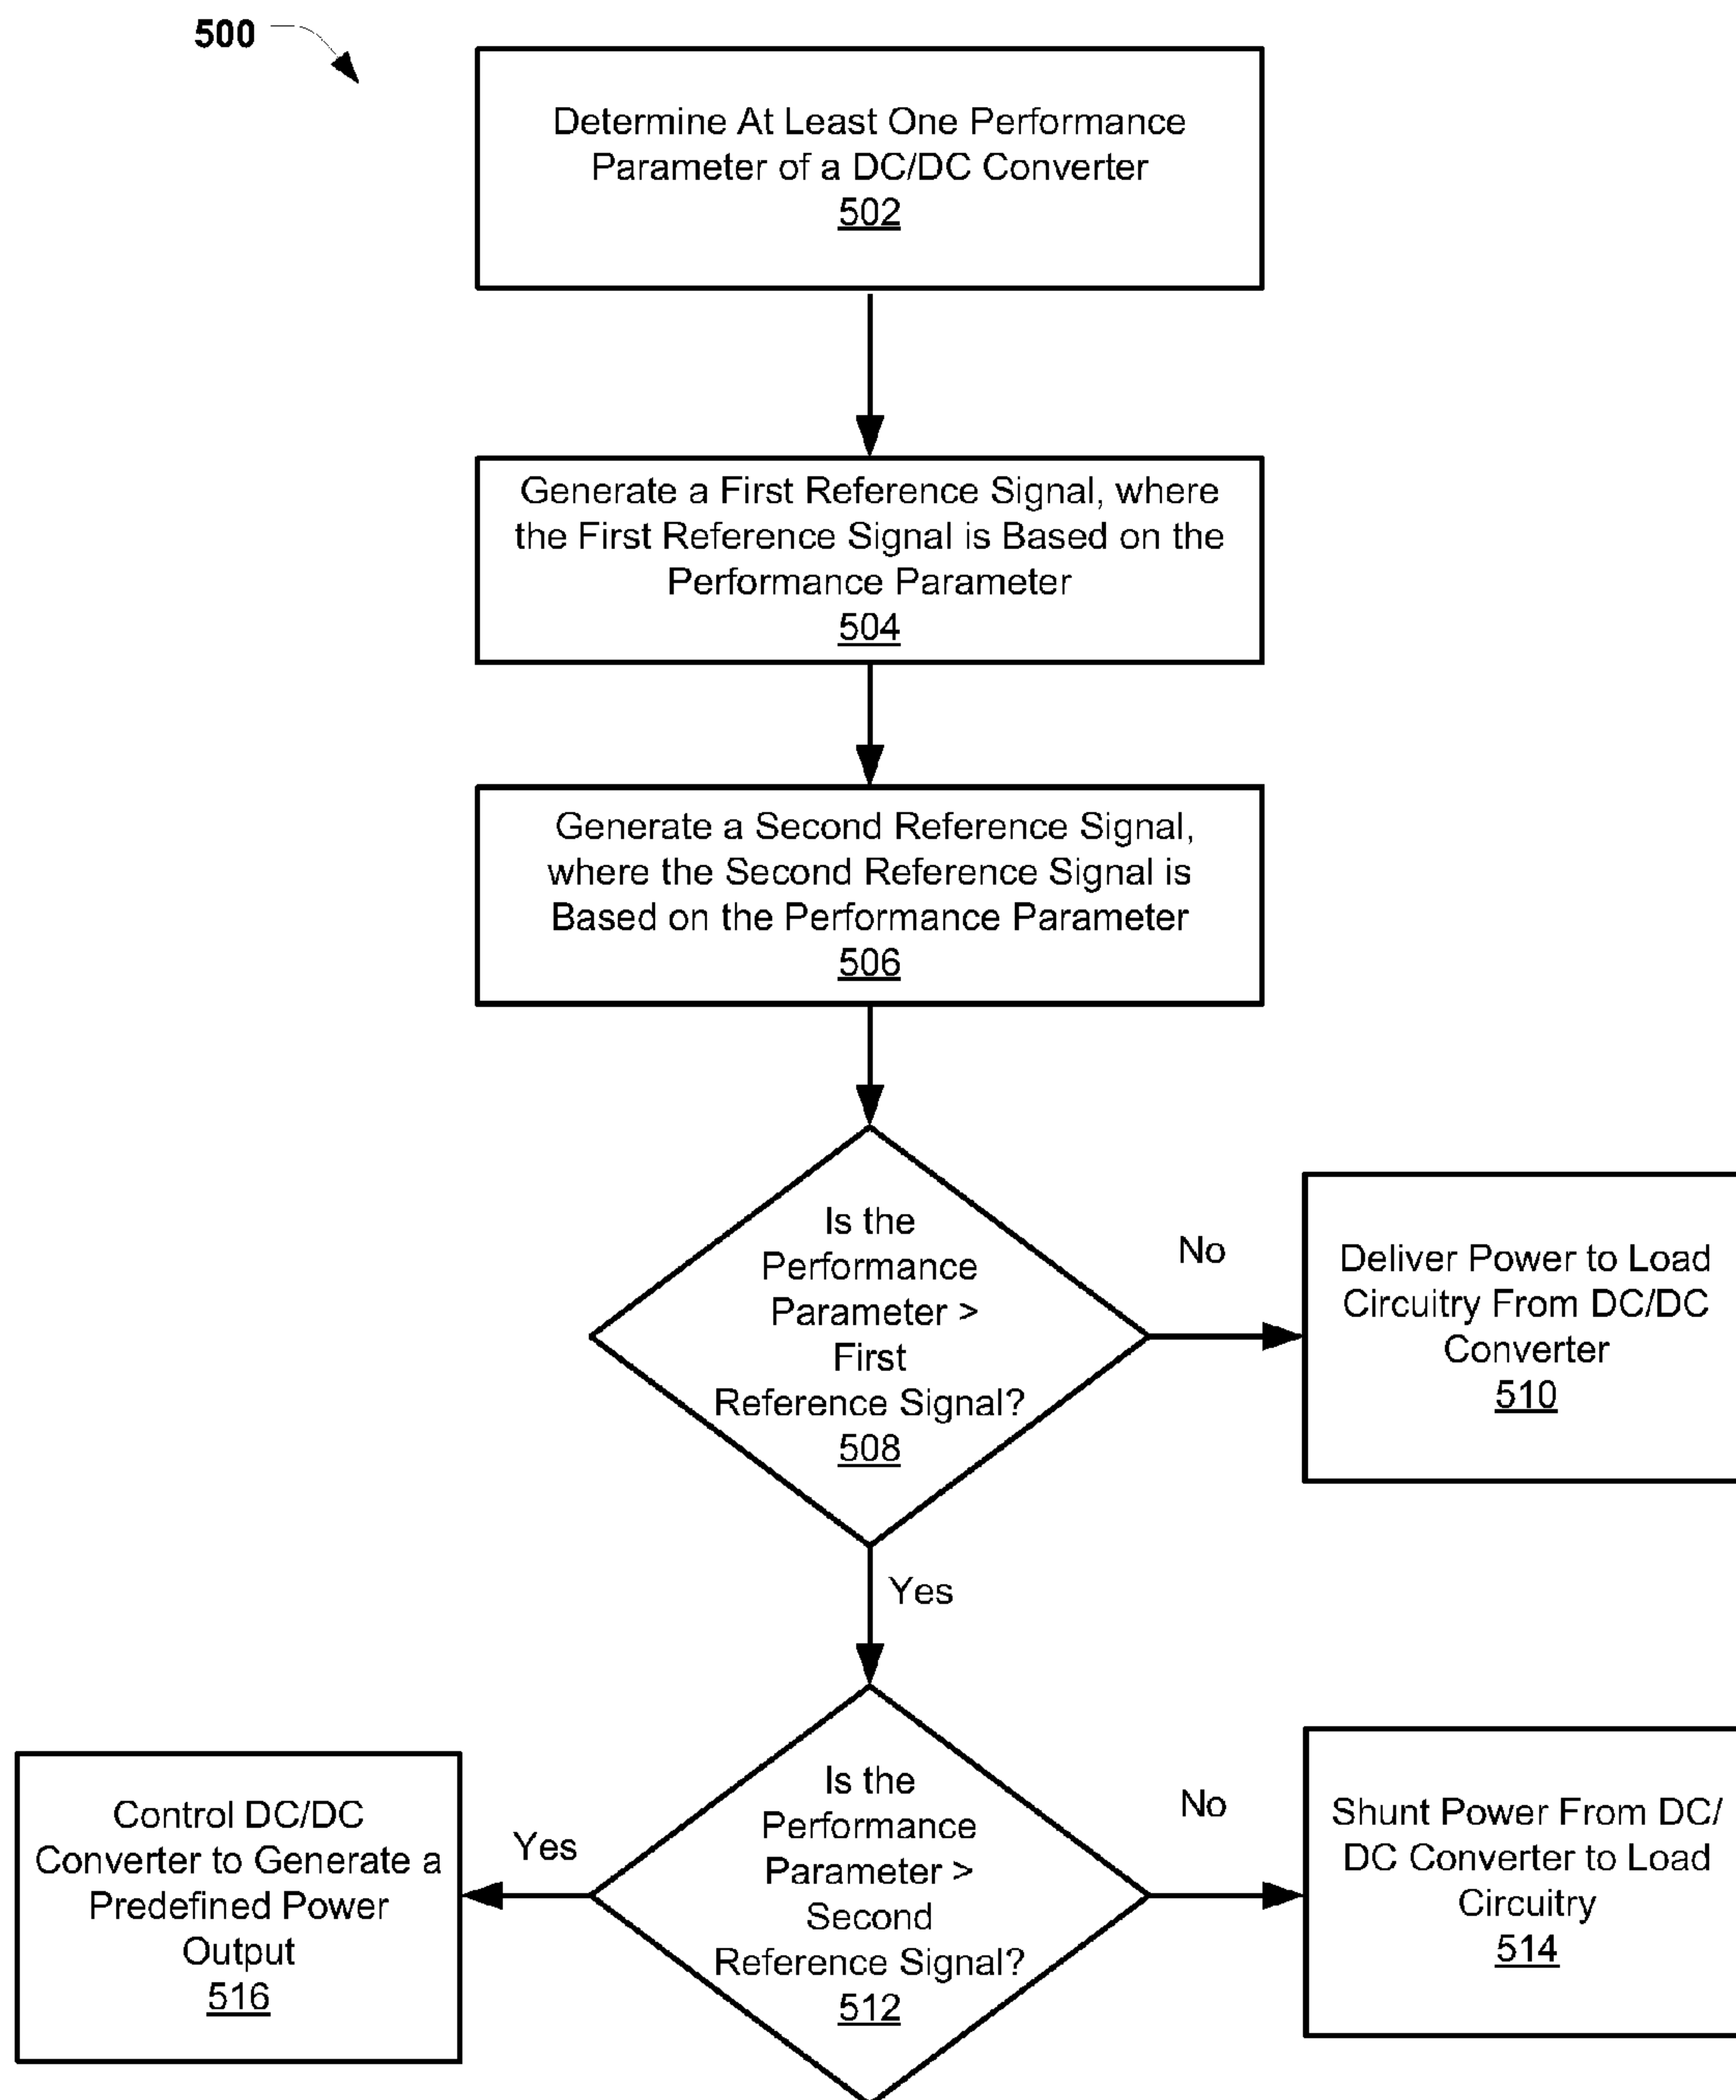 500
Determine At Least One Performance
Parameter of a DC/DC Converter
502
Generate a First Reference Signal, where
the First Reference Signal is Based on the
Performance Parameter
504
Generate a Second Reference Signal,
where the Second Reference Signal is
Based on the Performance Parameter
506
Is the
Performance
Parameter >
First
Reference Signal?
508
No
Deliver Power to Load
Circuitry From DC/DC
Converter
510
Yes
Is the
Performance
Parameter >
Second
Reference Signal?
512
No
Shunt Power From DC/
DC Converter to Load
Circuitry
514
Yes
Control DC/DC
Converter to Generate a
Predefined Power
Output
516